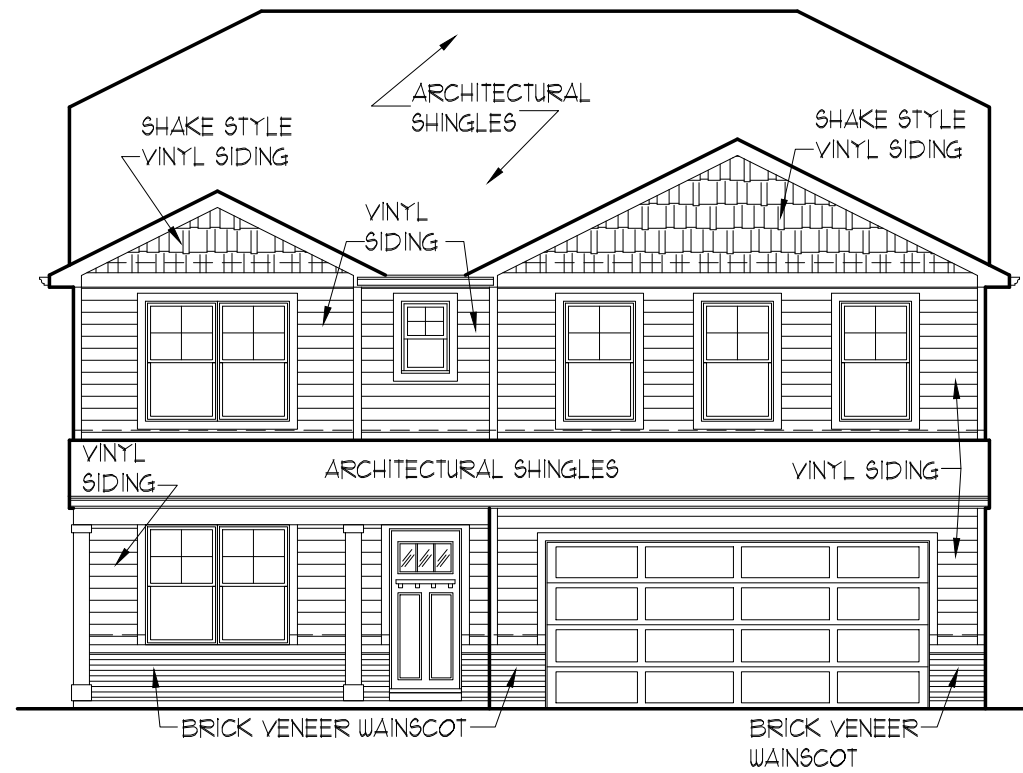 ARCHITECTURAL
SHINGLES
SHAKE STYLE
VINYL SIDING
SHAKE STYLE
VINYL SIDING
VINYL
SIDING
VINYL
SIDING
ARCHITECTURAL SHINGLES
VINYL SIDING
BRICK VENEER WAINSCOT
BRICK VENEER
WAINSCOT